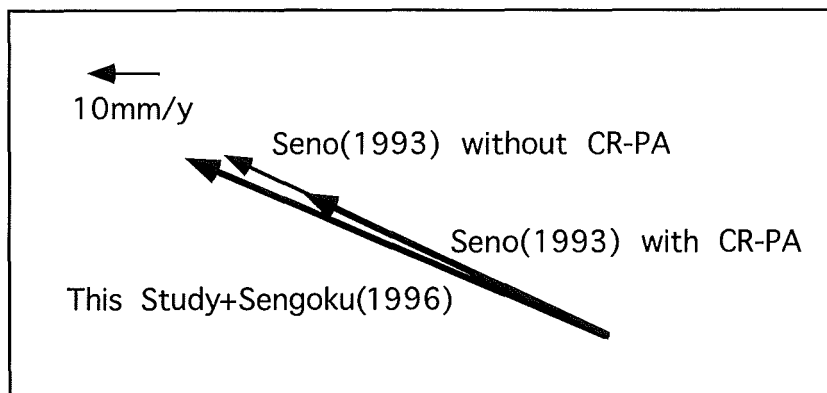 10mm/y
Seno(1993) without CR-PA
Seno(1993) with CR-PA
This Study+Sengoku(1996)